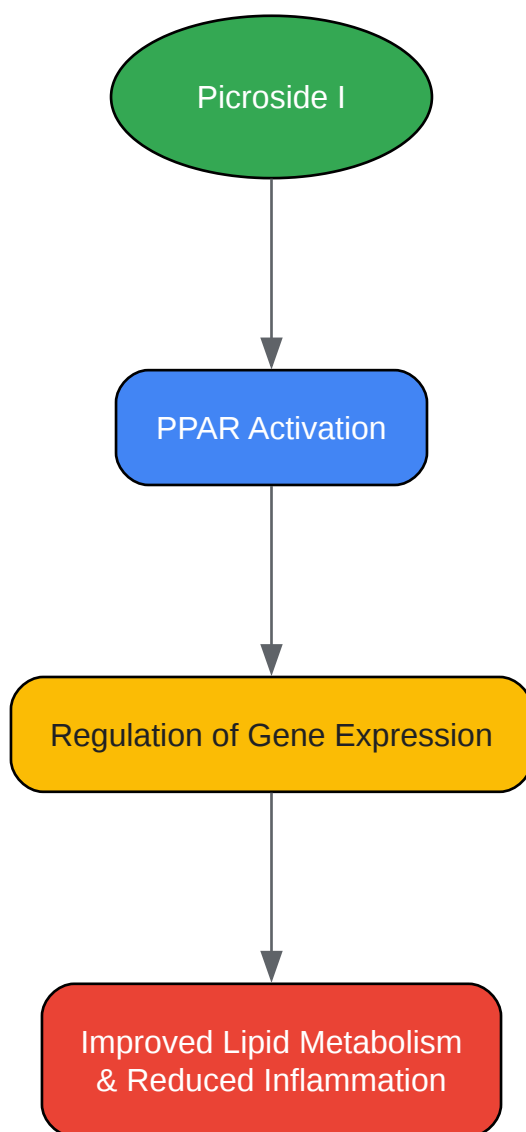 Picroside I
PPAR Activation
Regulation of Gene Expression
Improved Lipid Metabolism
& Reduced Inflammation